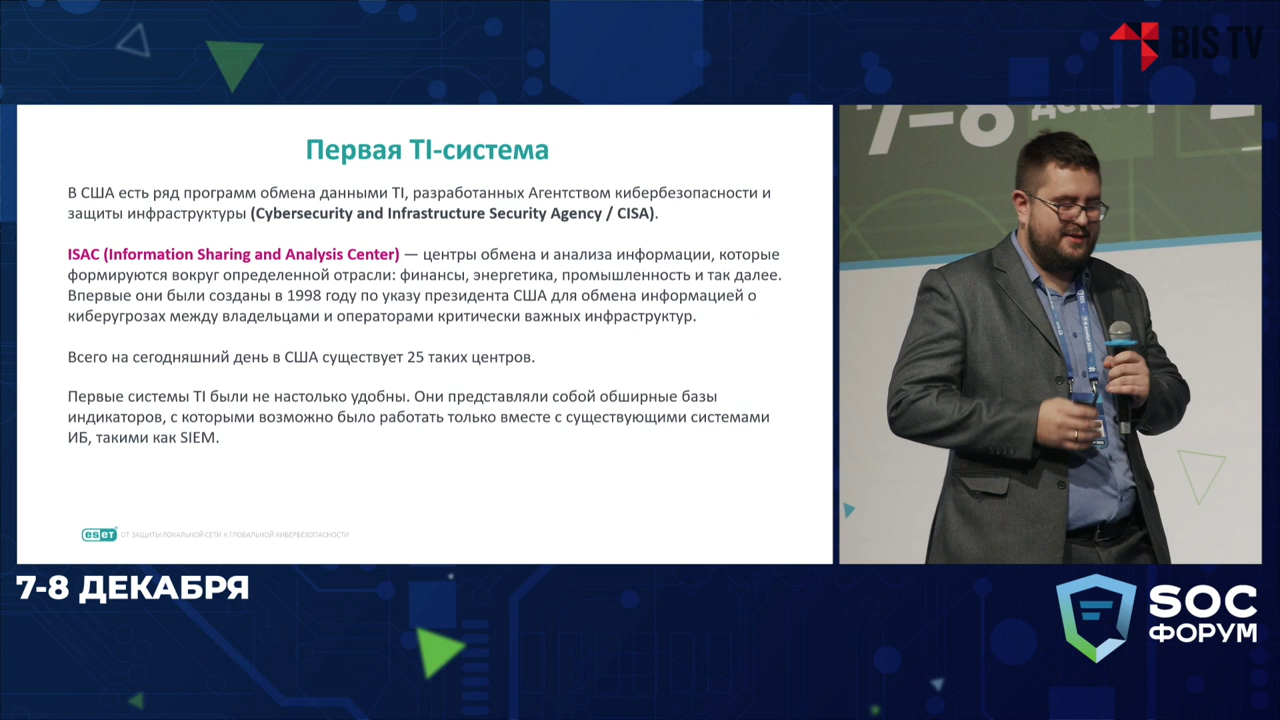 BIS TV
Первая TI-система
В США есть ряд программ обмена данными TI, разработанных Агентством кибербезопасности и
защиты инфраструктуры (Cybersecurity and Infrastructure Security Agency / CISA).
ISAC (Information Sharing and Analysis Center) — центры обмена и анализа информации, которые
формируются вокруг определенной отрасли: финансы, энергетика, промышленность и так далее.
Впервые они были созданы в 1998 году по указу президента США для обмена информацией о
киберугрозах между владельцами и операторами критически важных инфраструктур.
Всего на сегодняшний день в США существует 25 таких центров.
Первые системы TI были не настолько удобны. Они представляли собой обширные базы
индикаторов, с которыми возможно было работать только вместе с существующими системами
ИБ, такими как SIEM.
eset ОТ ЗАЩИТЫ ЛОКАЛЬНОЙ СЕТИ К ГЛОБАЛЬНОЙ КИБЕРБЕЗОПАСНОСТИ
7–8
7-8 ДЕКАБРЯ
SOC
ФОРУМ